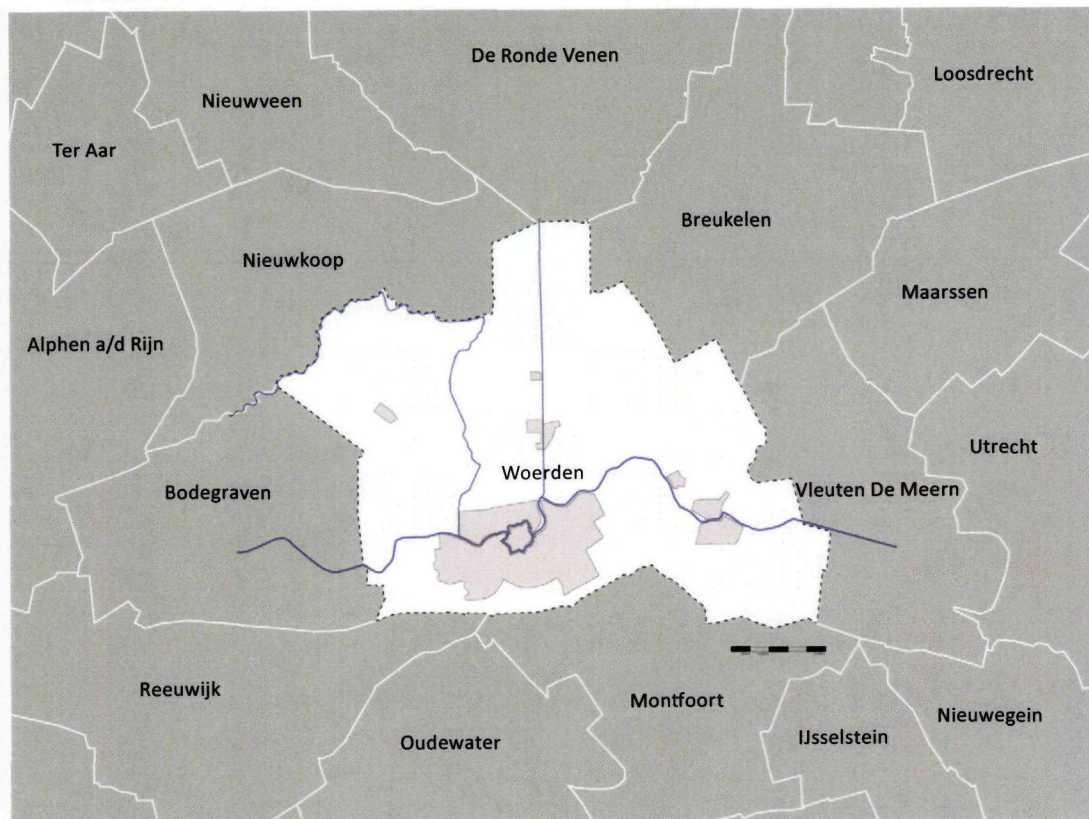 De Ronde Venen
Loosdrecht
Nieuwveen
Ter Aar
Breukelen
Nieuwkoop
Maarssen
Alphen a/d Rijn
Utrecht
Woerden
Bodegraven
Vleuten De Meern
Reeuwijk
Montfoort
Nieuwegein
Oudewater
IJsselstein